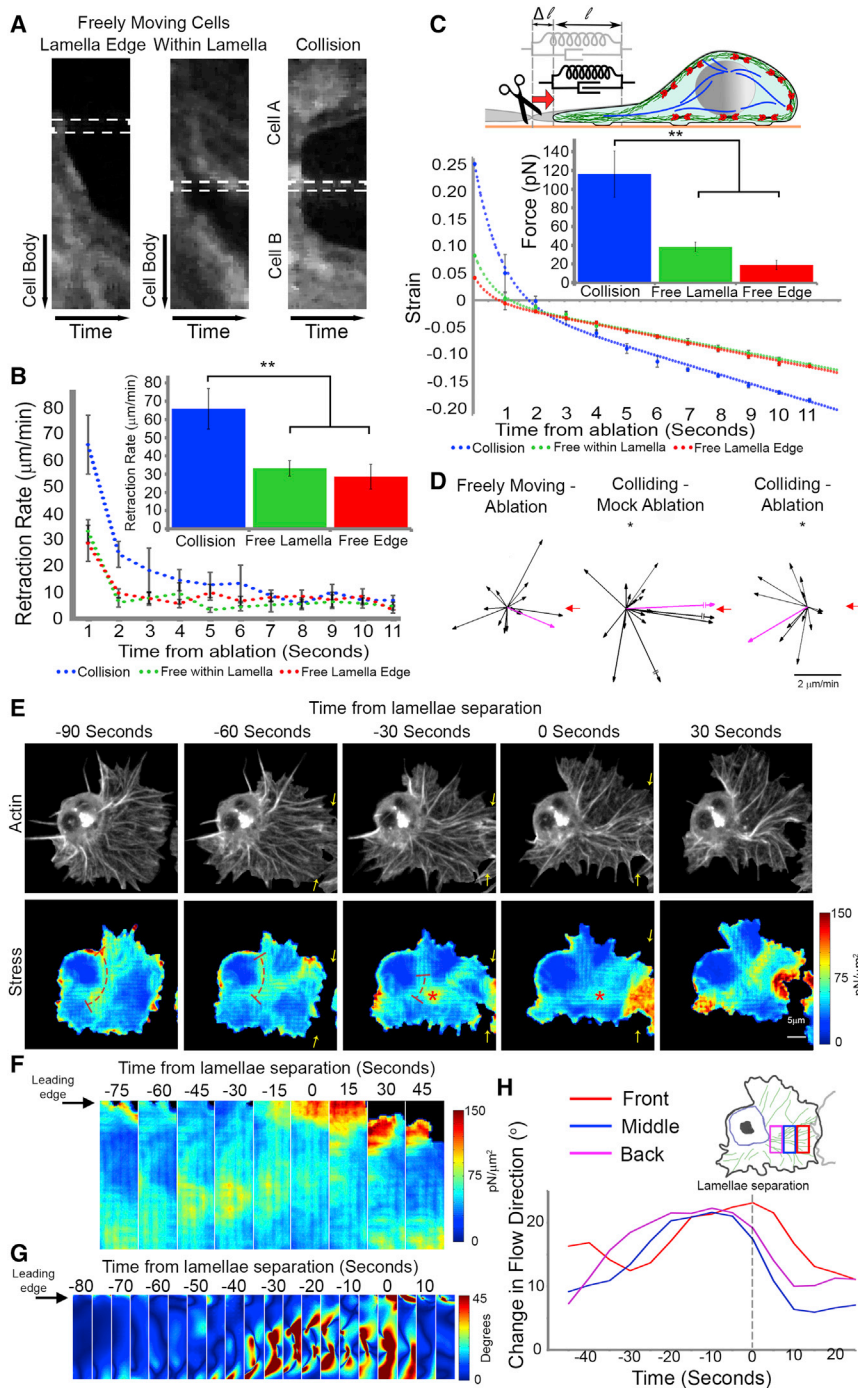 A
Freely Moving Cells
Lamella Edge Within Lamella Collision
Cell Body
Time
Cell Body
Time
Cell A
Cell B
Time
B
Retraction Rate (μm/min)
80
70
60
50
40
30
20
10
0
1 2 3 4 5 6 7 8 9 10 11
Time from ablation (Seconds)
Collision Free within Lamella Free Lamella Edge
Retraction Rate (μm/min)
90
80
70
60
50
40
30
20
10
0
**
Collision Free Lamella Free Edge
C
Δℓ ℓ
Strain
0.25
0.20
0.15
0.10
0.05
0
-0.05
-0.10
-0.15
-0.20
1 2 3 4 5 6 7 8 9 10 11
Time from ablation (Seconds)
Collision Free within Lamella Free Lamella Edge
Force (pN)
140
120
100
80
60
40
20
0
**
Collision Free Lamella Free Edge
D
Freely Moving -
Ablation
Colliding -
Mock Ablation
*
Colliding -
Ablation
*
2 μm/min
E
Time from lamellae separation
-90 Seconds -60 Seconds -30 Seconds 0 Seconds 30 Seconds
Actin
Stress
*
*
5μm
150
75
0
pN/μm²
F
Time from lamellae separation (Seconds)
Leading
edge
-75 -60 -45 -30 -15 0 15 30 45
150
75
0
pN/μm²
G
Time from lamellae separation (Seconds)
Leading
edge
-80 -70 -60 -50 -40 -30 -20 -10 0 10
45
0
Degrees
H
Front
Middle
Back
Lamellae separation
Change in Flow Direction (°)
20
10
0
-40 -30 -20 -10 0 10 20
Time (Seconds)